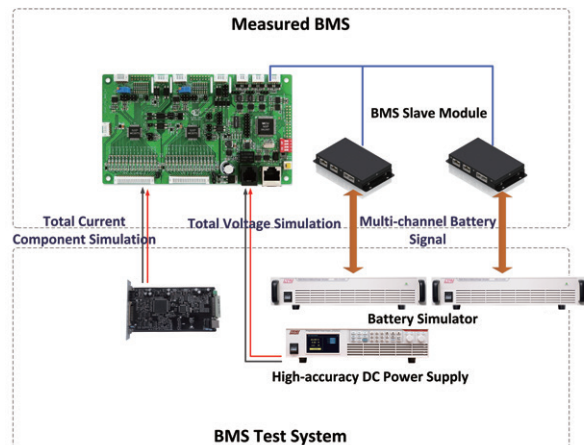 Measured BMS
BMS Slave Module
Total Current
Component Simulation
Total Voltage Simulation
Multi-channel Battery
Signal
Battery Simulator
High-accuracy DC Power Supply
BMS Test System